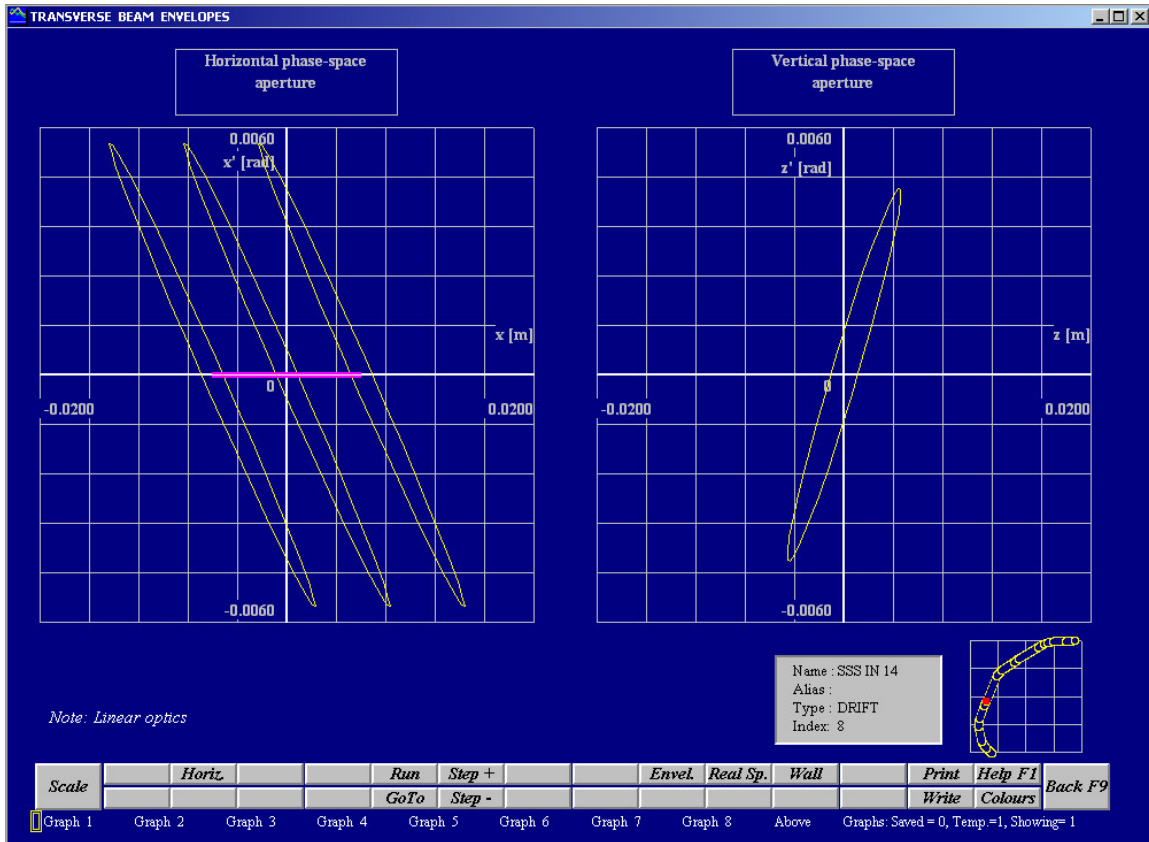 TRANSVERSE BEAM ENVELOPES
Horizontal phase-space
aperture
Vertical phase-space
aperture
0.0060
x' [rad]
x [m]
0
-0.0200
0.0200
-0.0060
0.0060
z' [rad]
z [m]
0
-0.0200
0.0200
-0.0060
Note: Linear optics
Name : SSS IN 14
Alias :
Type : DRIFT
Index: 8
Scale
Horiz.
Run
Step +
Envel.
Real Sp.
Wall
Print
Help F1
Back F9
GoTo
Step -
Write
Colours
Graph 1
Graph 2
Graph 3
Graph 4
Graph 5
Graph 6
Graph 7
Graph 8
Above
Graphs: Saved = 0, Temp.=1, Showing= 1